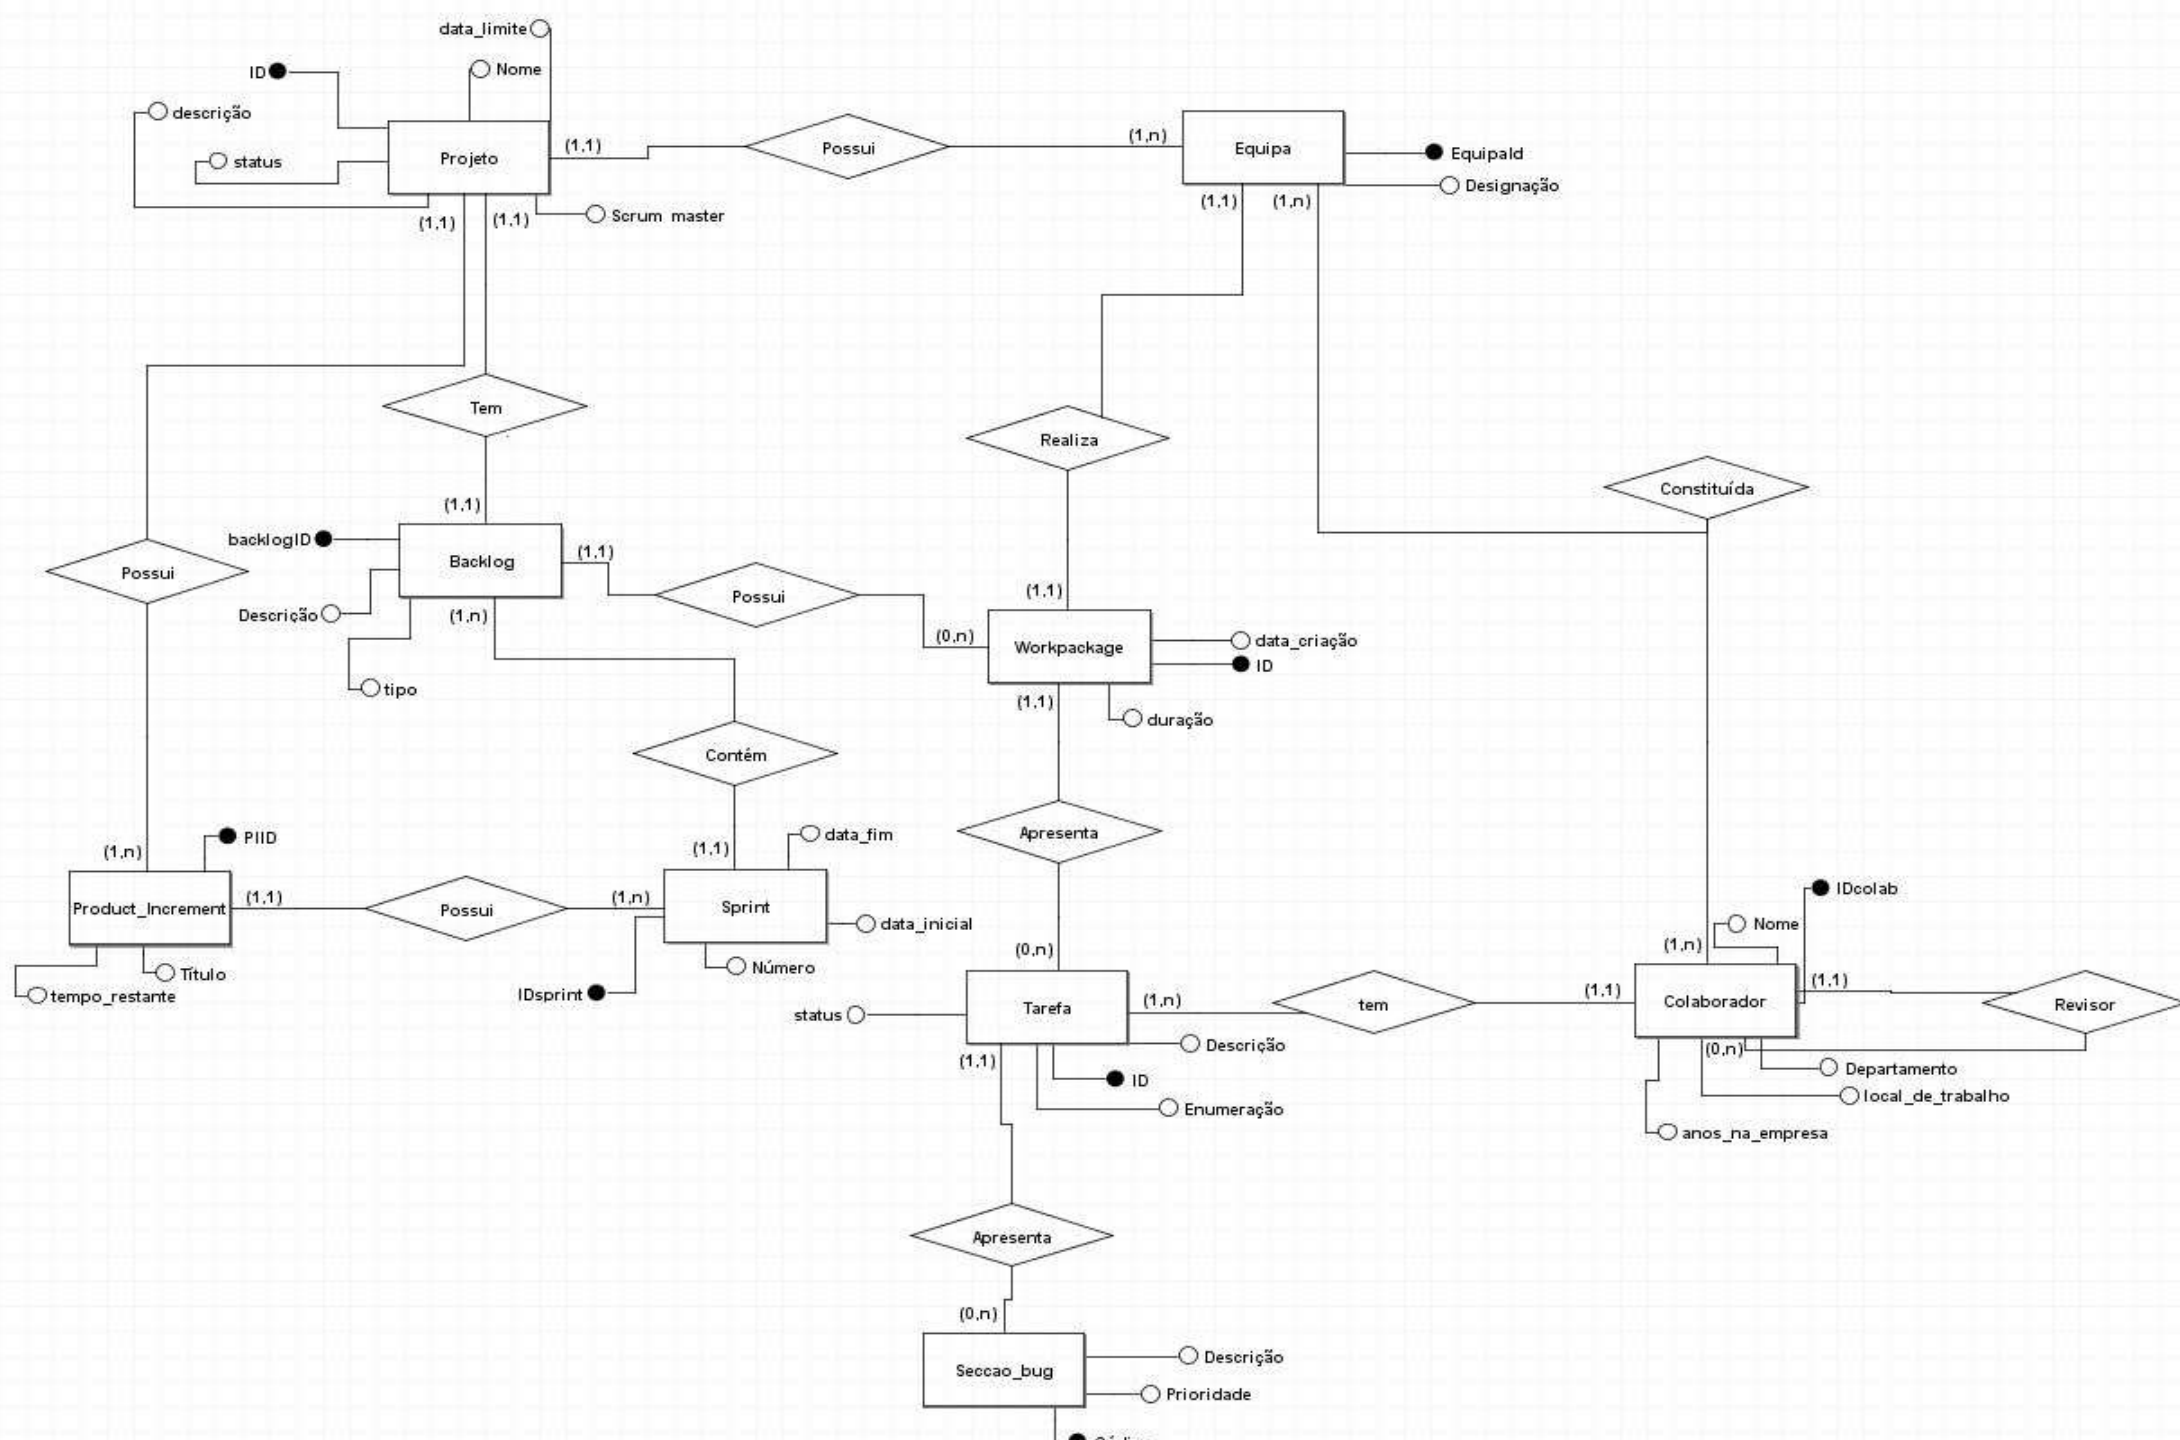 data_limite
Nome
ID
descrição
status
Projeto
(1,1)
Possui
(1,n)
Equipa
EquipaId
Designação
(1,1)
(1,1)
Scrum master
(1,1)
(1,n)
Tem
Realiza
Constituída
(1,1)
backlogID
Backlog
(1,1)
Possui
Possui
(1,1)
Descrição
(1,n)
(0,n)
Workpackage
data_criação
ID
tipo
(1,1)
duração
Contém
Apresenta
PIID
(1,n)
data_fim
(1,1)
Product_Increment
(1,1)
Possui
(1,n)
Sprint
data_inicial
Título
Número
tempo_restante
IDsprint
IDcolab
Nome
(1,n)
(0,n)
status
Tarefa
(1,n)
tem
(1,1)
Colaborador
(1,1)
Revisor
Descrição
(1,1)
(0,n)
ID
Departamento
Enumeração
local_de_trabalho
anos_na_empresa
Apresenta
(0,n)
Seccao_bug
Descrição
Prioridade